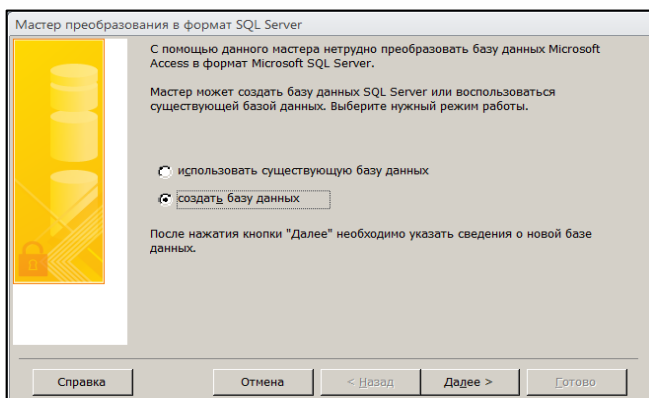 Мастер преобразования в формат SQL Server
С помощью данного мастера нетрудно преобразовать базу данных Microsoft
Access в формат Microsoft SQL Server.
Мастер может создать базу данных SQL Server или воспользоваться
существующей базой данных. Выберите нужный режим работы.
использовать существующую базу данных
создать базу данных
После нажатия кнопки "Далее" необходимо указать сведения о новой базе
данных.
Справка Отмена < Назад Далее > Готово